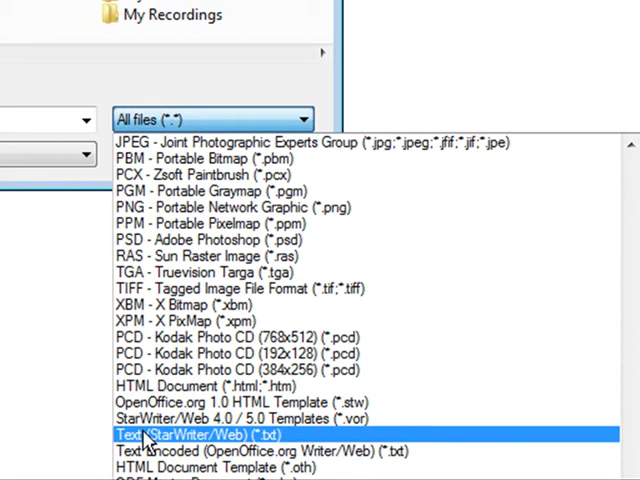 My Recordings
All files (*.*)
JPEG - Joint Photographic Experts Group (*.jpg;*.jpeg;*.jfif;*.jif;*.jpe)
PBM - Portable Bitmap (*.pbm)
PCX - Zsoft Paintbrush (*.pcx)
PGM - Portable Graymap (*.pgm)
PNG - Portable Network Graphic (*.png)
PPM - Portable Pixelmap (*.ppm)
PSD - Adobe Photoshop (*.psd)
RAS - Sun Raster Image (*.ras)
TGA - Truevision Targa (*.tga)
TIFF - Tagged Image File Format (*.tif;*.tiff)
XBM - X Bitmap (*.xbm)
XPM - X PixMap (*.xpm)
PCD - Kodak Photo CD (768x512) (*.pcd)
PCD - Kodak Photo CD (192x128) (*.pcd)
PCD - Kodak Photo CD (384x256) (*.pcd)
HTML Document (*.html;*.htm)
OpenOffice.org 1.0 HTML Template (*.stw)
StarWriter/Web 4.0 / 5.0 Templates (*.vor)
Text (StarWriter/Web) (*.txt)
Text Encoded (OpenOffice.org Writer/Web) (*.txt)
HTML Document Template (*.oth)